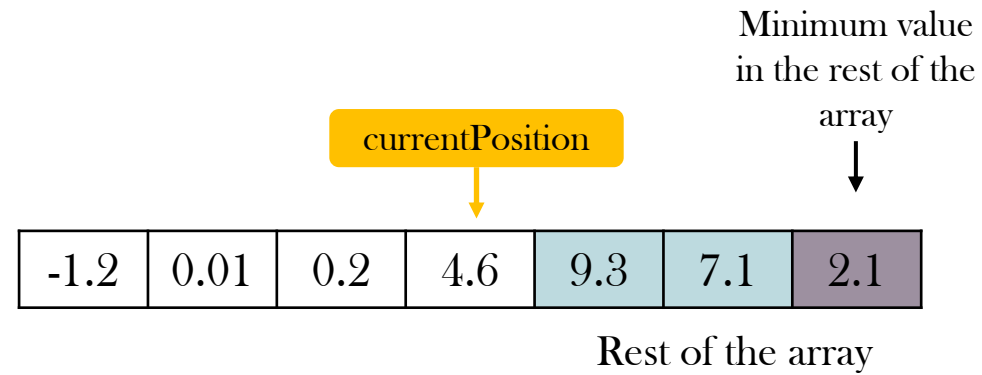 Minimum value
in the rest of the
array
currentPosition
-1.2 0.01 0.2 4.6 9.3 7.1 2.1
Rest of the array